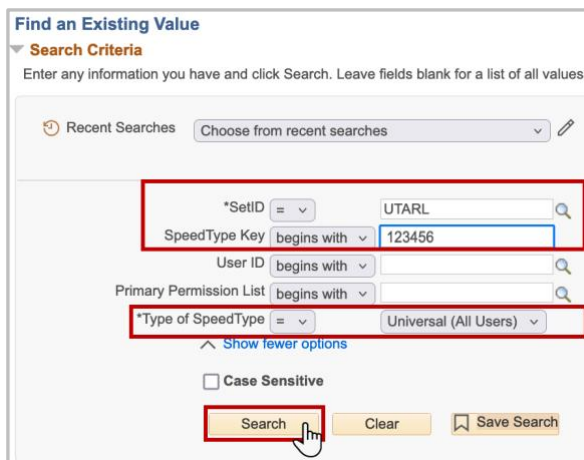 Find an Existing Value
Search Criteria
Enter any information you have and click Search. Leave fields blank for a list of all values
Recent Searches Choose from recent searches
*SetID = UTARL
SpeedType Key begins with 123456
User ID begins with
Primary Permission List begins with
*Type of SpeedType = Universal (All Users)
Show fewer options
Case Sensitive
Search Clear Save Search